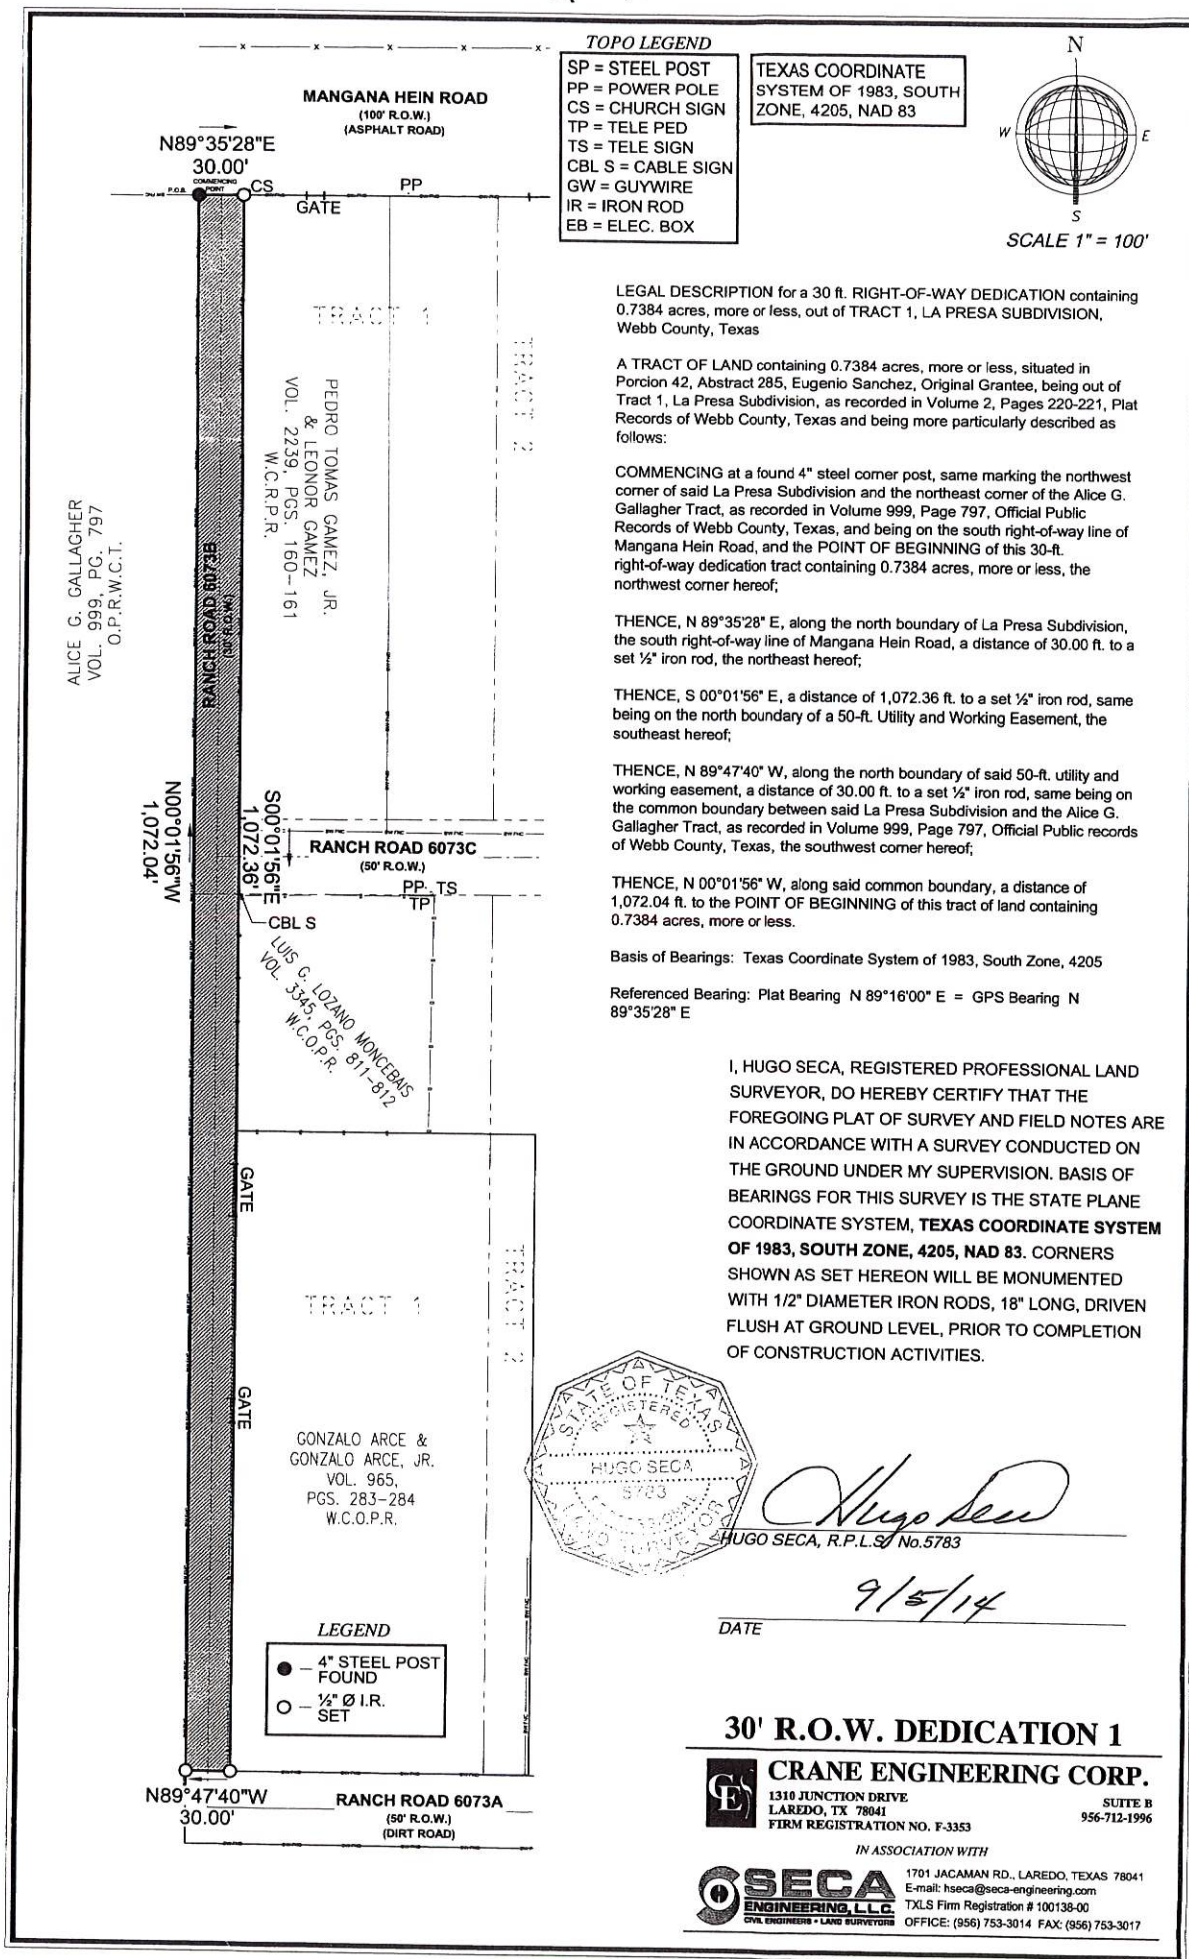 TOPO LEGEND
SP = STEEL POST
PP = POWER POLE
CS = CHURCH SIGN
TP = TELE PED
TS = TELE SIGN
CBL S = CABLE SIGN
GW = GUYWIRE
IR = IRON ROD
EB = ELEC. BOX
TEXAS COORDINATE
SYSTEM OF 1983, SOUTH
ZONE, 4205, NAD 83
N
W
E
S
SCALE 1" = 100'
MANGANA HEIN ROAD
(100' R.O.W.)
(ASPHALT ROAD)
N89°35'28"E
30.00'
P.O.B.
COMMENCING
POINT
CS
PP
GATE
TRACT 1
TRACT 2
PEDRO TOMAS GAMEZ, JR.
& LEONOR GAMEZ
VOL. 2239, PGS. 160-161
W.C.R.P.R.
ALICE G. GALLAGHER
VOL. 999, PG. 797
O.P.R.W.C.T.
RANCH ROAD 6073B
(30' R.O.W.)
N00°01'56"W
1,072.04'
S00°01'56"E
1,072.36'
RANCH ROAD 6073C
(50' R.O.W.)
PP
TS
TP
CBL S
LUIS G. LOZANO MONCEBAIS
VOL. 3345, PGS. 811-812
W.C.O.P.R.
GATE
TRACT 1
TRACT 2
GATE
GONZALO ARCE &
GONZALO ARCE, JR.
VOL. 965,
PGS. 283-284
W.C.O.P.R.
LEGEND
4" STEEL POST
FOUND
½" Ø I.R.
SET
N89°47'40"W
30.00'
RANCH ROAD 6073A
(50' R.O.W.)
(DIRT ROAD)
LEGAL DESCRIPTION for a 30 ft. RIGHT-OF-WAY DEDICATION containing
0.7384 acres, more or less, out of TRACT 1, LA PRESA SUBDIVISION,
Webb County, Texas
A TRACT OF LAND containing 0.7384 acres, more or less, situated in
Porcion 42, Abstract 285, Eugenio Sanchez, Original Grantee, being out of
Tract 1, La Presa Subdivision, as recorded in Volume 2, Pages 220-221, Plat
Records of Webb County, Texas and being more particularly described as
follows:
COMMENCING at a found 4" steel corner post, same marking the northwest
corner of said La Presa Subdivision and the northeast corner of the Alice G.
Gallagher Tract, as recorded in Volume 999, Page 797, Official Public
Records of Webb County, Texas, and being on the south right-of-way line of
Mangana Hein Road, and the POINT OF BEGINNING of this 30-ft.
right-of-way dedication tract containing 0.7384 acres, more or less, the
northwest corner hereof;
THENCE, N 89°35'28" E, along the north boundary of La Presa Subdivision,
the south right-of-way line of Mangana Hein Road, a distance of 30.00 ft. to a
set ½" iron rod, the northeast hereof;
THENCE, S 00°01'56" E, a distance of 1,072.36 ft. to a set ½" iron rod, same
being on the north boundary of a 50-ft. Utility and Working Easement, the
southeast hereof;
THENCE, N 89°47'40" W, along the north boundary of said 50-ft. utility and
working easement, a distance of 30.00 ft. to a set ½" iron rod, same being on
the common boundary between said La Presa Subdivision and the Alice G.
Gallagher Tract, as recorded in Volume 999, Page 797, Official Public records
of Webb County, Texas, the southwest corner hereof;
THENCE, N 00°01'56" W, along said common boundary, a distance of
1,072.04 ft. to the POINT OF BEGINNING of this tract of land containing
0.7384 acres, more or less.
Basis of Bearings: Texas Coordinate System of 1983, South Zone, 4205
Referenced Bearing: Plat Bearing N 89°16'00" E = GPS Bearing N
89°35'28" E
I, HUGO SECA, REGISTERED PROFESSIONAL LAND
SURVEYOR, DO HEREBY CERTIFY THAT THE
FOREGOING PLAT OF SURVEY AND FIELD NOTES ARE
IN ACCORDANCE WITH A SURVEY CONDUCTED ON
THE GROUND UNDER MY SUPERVISION. BASIS OF
BEARINGS FOR THIS SURVEY IS THE STATE PLANE
COORDINATE SYSTEM, TEXAS COORDINATE SYSTEM
OF 1983, SOUTH ZONE, 4205, NAD 83. CORNERS
SHOWN AS SET HEREON WILL BE MONUMENTED
WITH 1/2" DIAMETER IRON RODS, 18" LONG, DRIVEN
FLUSH AT GROUND LEVEL, PRIOR TO COMPLETION
OF CONSTRUCTION ACTIVITIES.
STATE OF TEXAS
REGISTERED
HUGO SECA
5783
LAND SURVEYOR
Hugo Seca
HUGO SECA, R.P.L.S. No.5783
9/5/14
DATE
30' R.O.W. DEDICATION 1
CE
CRANE ENGINEERING CORP.
1310 JUNCTION DRIVE
SUITE B
LAREDO, TX 78041
956-712-1996
FIRM REGISTRATION NO. F-3353
IN ASSOCIATION WITH
SECA
ENGINEERING, L.L.C.
CIVIL ENGINEERS • LAND SURVEYORS
1701 JACAMAN RD., LAREDO, TEXAS 78041
E-mail: hseca@seca-engineering.com
TXLS Firm Registration # 100138-00
OFFICE: (956) 753-3014 FAX: (956) 753-3017